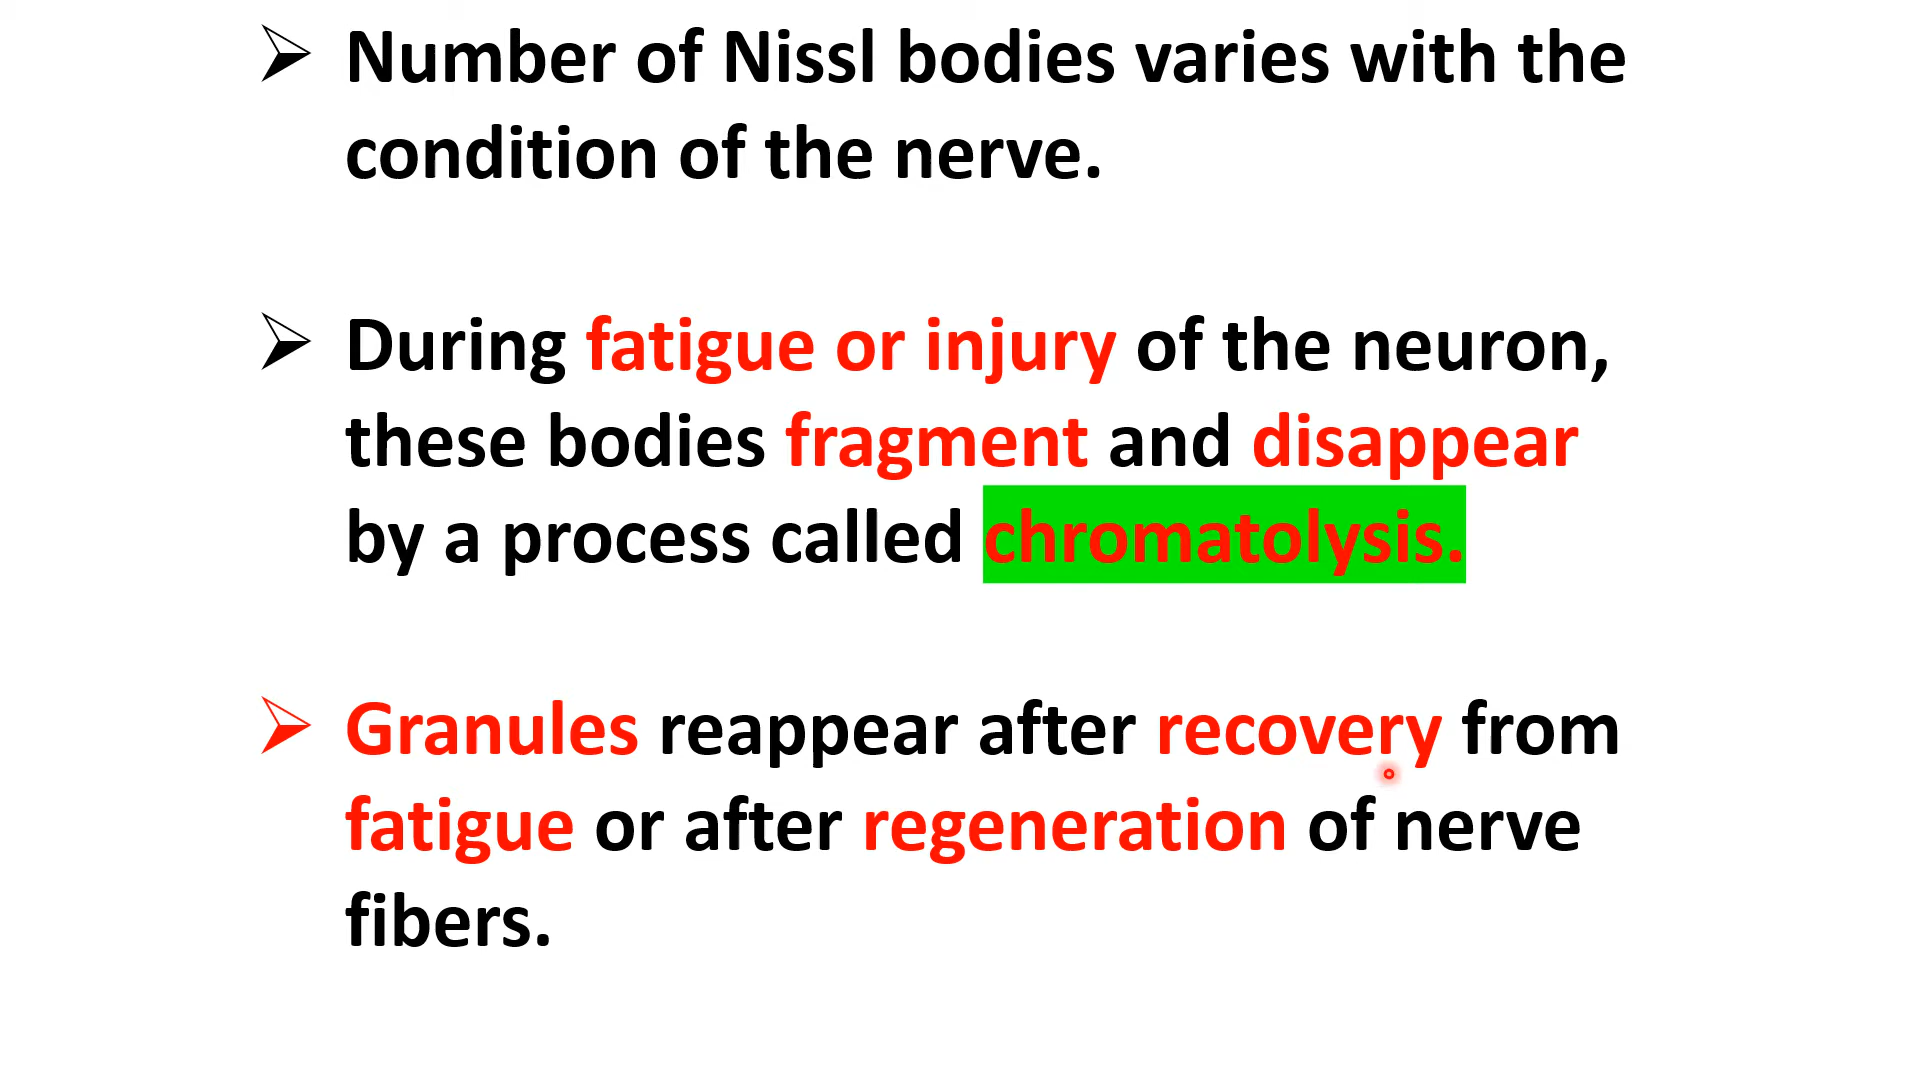 Number of Nissl bodies varies with the
condition of the nerve.
During fatigue or injury of the neuron,
these bodies fragment and disappear
by a process called chromatolysis.
Granules reappear after recovery from
fatigue or after regeneration of nerve
fibers.